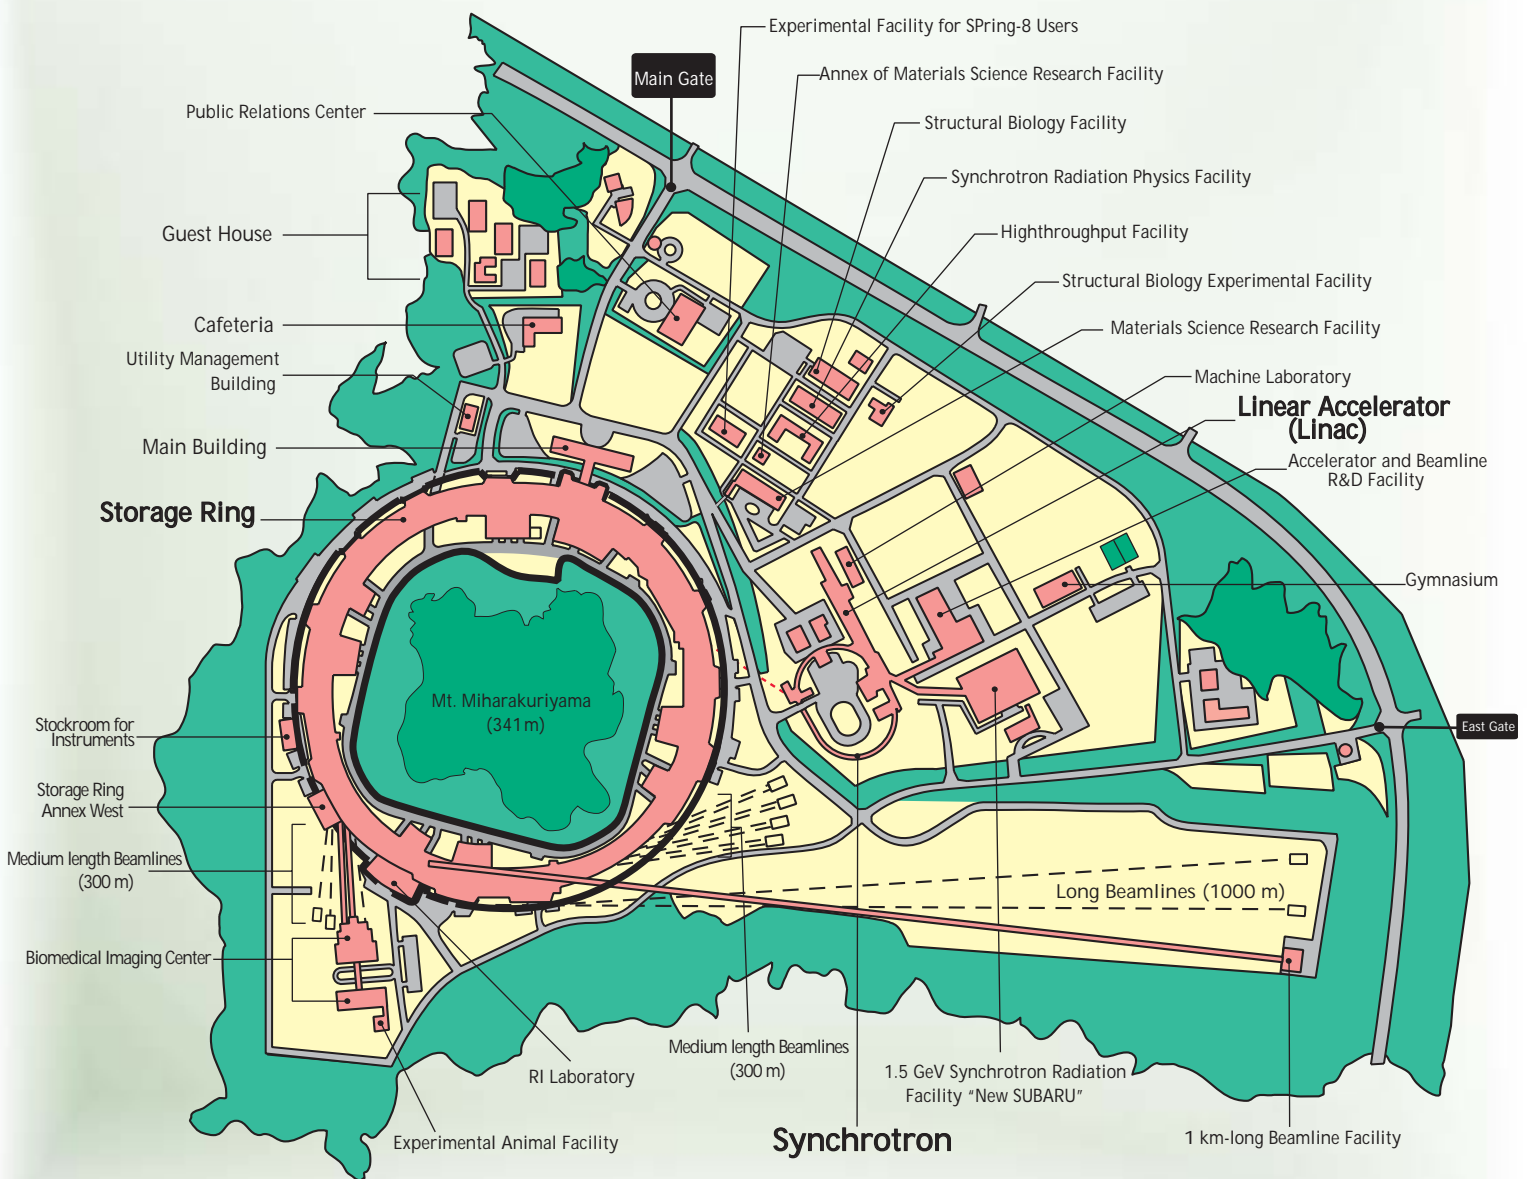 Experimental Facility for SPring-8 Users
Main Gate
Annex of Materials Science Research Facility
Public Relations Center
Structural Biology Facility
Synchrotron Radiation Physics Facility
Guest House
Highthroughput Facility
Structural Biology Experimental Facility
Cafeteria
Materials Science Research Facility
Utility Management
Building
Machine Laboratory
Linear Accelerator
(Linac)
Main Building
Accelerator and Beamline
R&D Facility
Storage Ring
Gymnasium
Mt. Miharakuriyama
(341m)
Stockroom for
Instruments
East Gate
Storage Ring
Annex West
Medium length Beamlines
(300 m)
Long Beamlines (1000 m)
Biomedical Imaging Center
Medium length Beamlines
(300 m)
RI Laboratory
1.5 GeV Synchrotron Radiation
Facility “New SUBARU”
Experimental Animal Facility
Synchrotron
1 km-long Beamline Facility